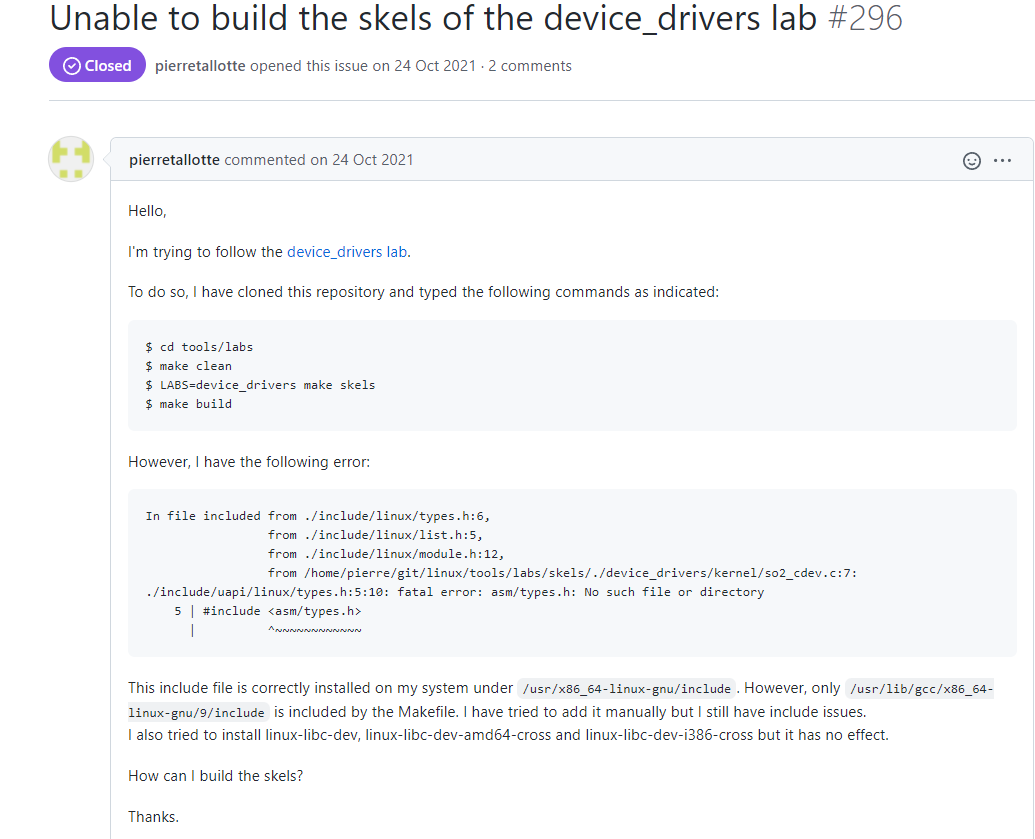 Unable to build the skels of the device_drivers lab #296
Closed pierretallotte opened this issue on 24 Oct 2021 · 2 comments
pierretallotte commented on 24 Oct 2021
Hello,
I'm trying to follow the device_drivers lab.
To do so, I have cloned this repository and typed the following commands as indicated:
$ cd tools/labs
$ make clean
$ LABS=device_drivers make skels
$ make build
However, I have the following error:
In file included from ./include/linux/types.h:6,
                 from ./include/linux/list.h:5,
                 from ./include/linux/module.h:12,
                 from /home/pierre/git/linux/tools/labs/skels/./device_drivers/kernel/so2_cdev.c:7:
./include/uapi/linux/types.h:5:10: fatal error: asm/types.h: No such file or directory
    5 | #include <asm/types.h>
      |          ^~~~~~~~~~~~~
This include file is correctly installed on my system under /usr/x86_64-linux-gnu/include. However, only /usr/lib/gcc/x86_64-
linux-gnu/9/include is included by the Makefile. I have tried to add it manually but I still have include issues.
I also tried to install linux-libc-dev, linux-libc-dev-amd64-cross and linux-libc-dev-i386-cross but it has no effect.
How can I build the skels?
Thanks.